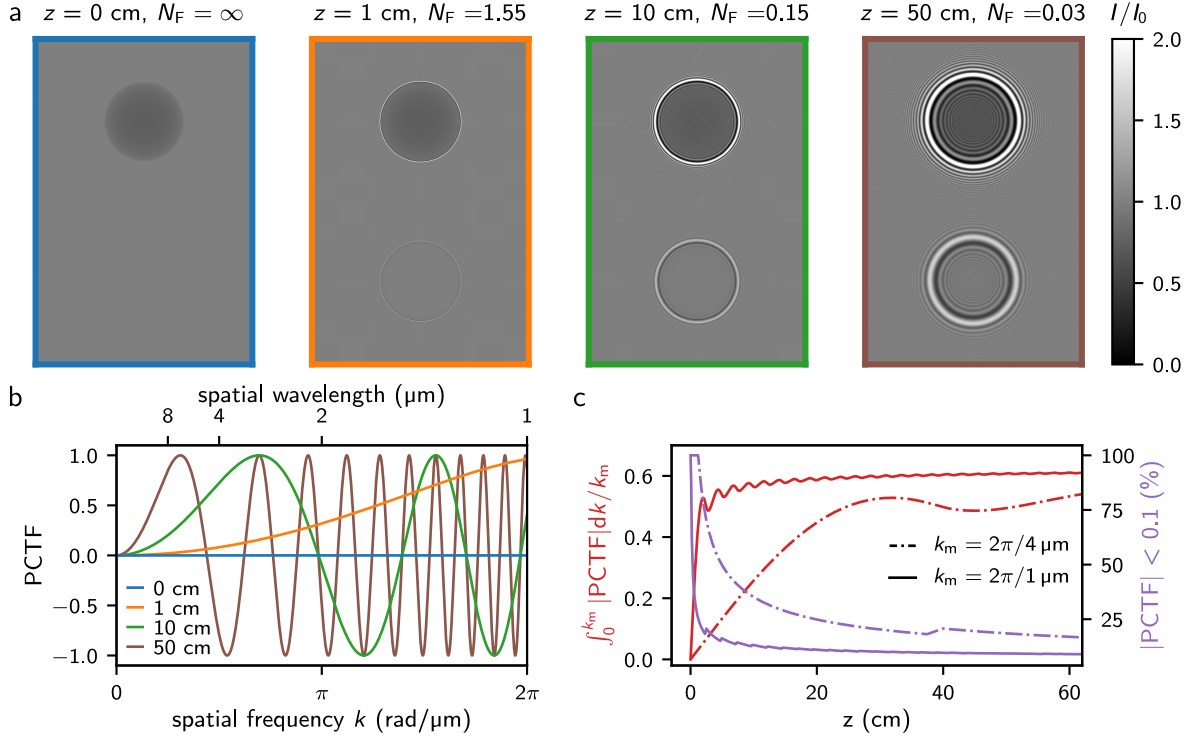 a
z = 0 cm, N_F = ∞
z = 1 cm, N_F =1.55
z = 10 cm, N_F =0.15
z = 50 cm, N_F =0.03
I/I_0
2.0
1.5
1.0
0.5
0.0
b
spatial wavelength (µm)
8 4 2 1
1.0
0.5
0.0
−0.5
−1.0
PCTF
0 cm
1 cm
10 cm
50 cm
0 π 2π
spatial frequency k (rad/µm)
c
∫_0^{k_m} |PCTF|dk/k_m
0.6
0.4
0.2
0.0
k_m = 2π/4 µm
k_m = 2π/1 µm
100
75
50
25
|PCTF| < 0.1 (%)
0 20 40 60
z (cm)